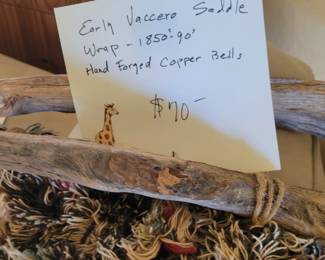 Early Vaccero Saddle
Wrap - 1850'-90'
Hand Forged Copper Bells
$70-